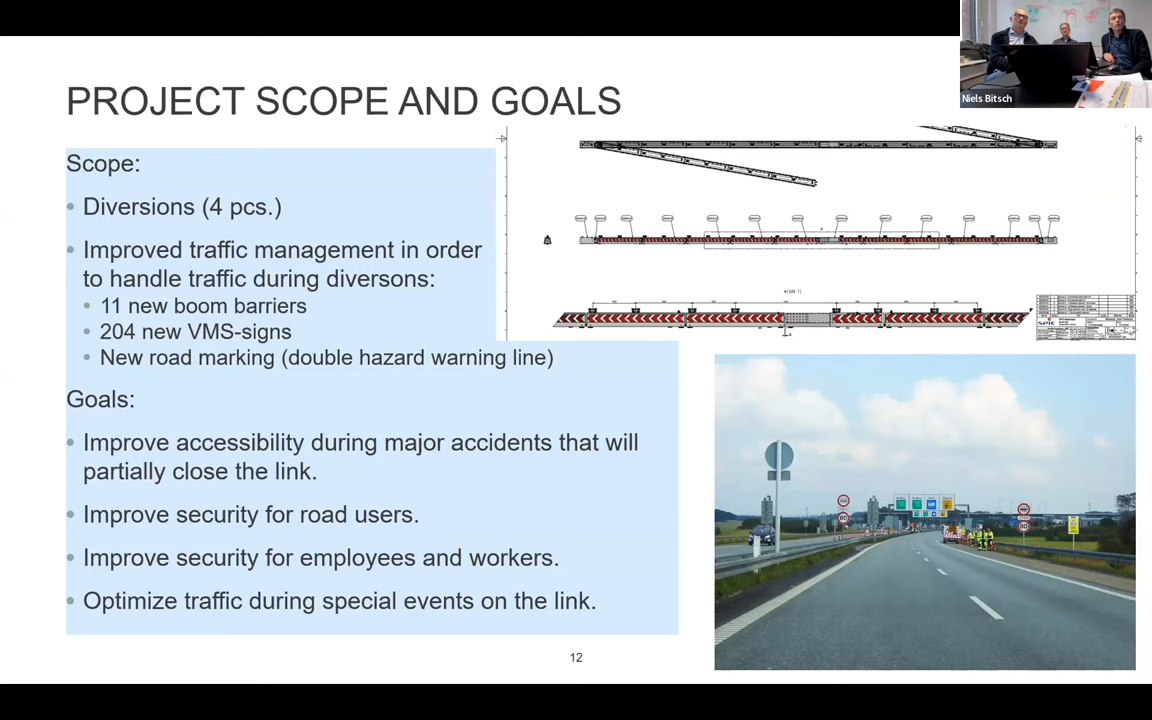 Niels Bitsch
PROJECT SCOPE AND GOALS
Scope:
• Diversions (4 pcs.)
• Improved traffic management in order
to handle traffic during diversons:
• 11 new boom barriers
• 204 new VMS-signs
• New road marking (double hazard warning line)
Goals:
• Improve accessibility during major accidents that will
partially close the link.
• Improve security for road users.
• Improve security for employees and workers.
• Optimize traffic during special events on the link.
80
80
12